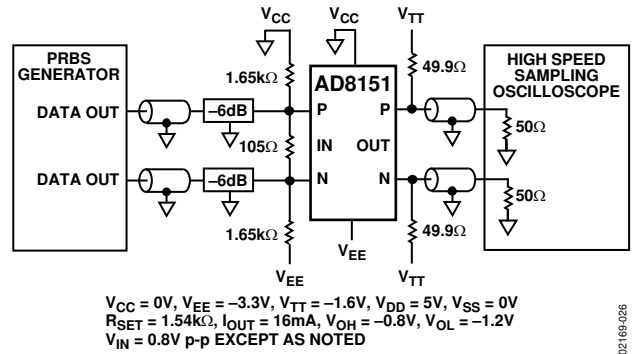 VCC VCC VTT
PRBS
GENERATOR
HIGH SPEED
SAMPLING
OSCILLOSCOPE
1.65kΩ
AD8151
49.9Ω
DATA OUT
–6dB
P
P
50Ω
105Ω
IN OUT
DATA OUT
–6dB
N
N
50Ω
1.65kΩ
VEE
49.9Ω
VEE
VTT
VCC = 0V, VEE = –3.3V, VTT = –1.6V, VDD = 5V, VSS = 0V
RSET = 1.54kΩ, IOUT = 16mA, VOH = –0.8V, VOL = –1.2V
VIN = 0.8V p-p EXCEPT AS NOTED
02169-026